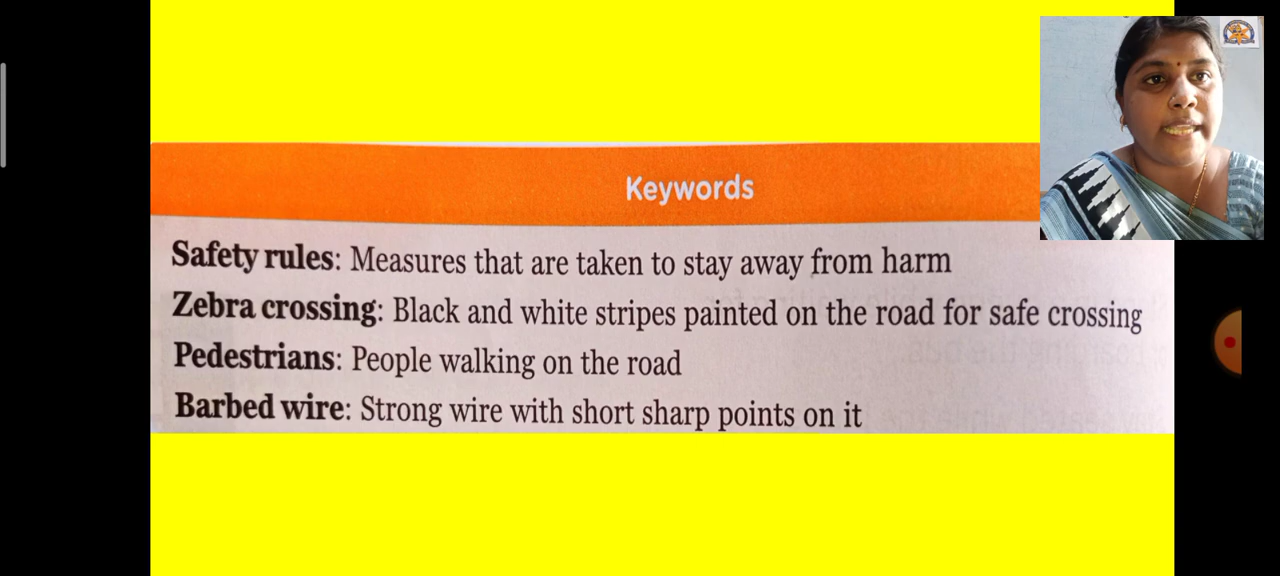 Keywords
Safety rules: Measures that are taken to stay away from harm
Zebra crossing: Black and white stripes painted on the road for safe crossing
Pedestrians: People walking on the road
Barbed wire: Strong wire with short sharp points on it